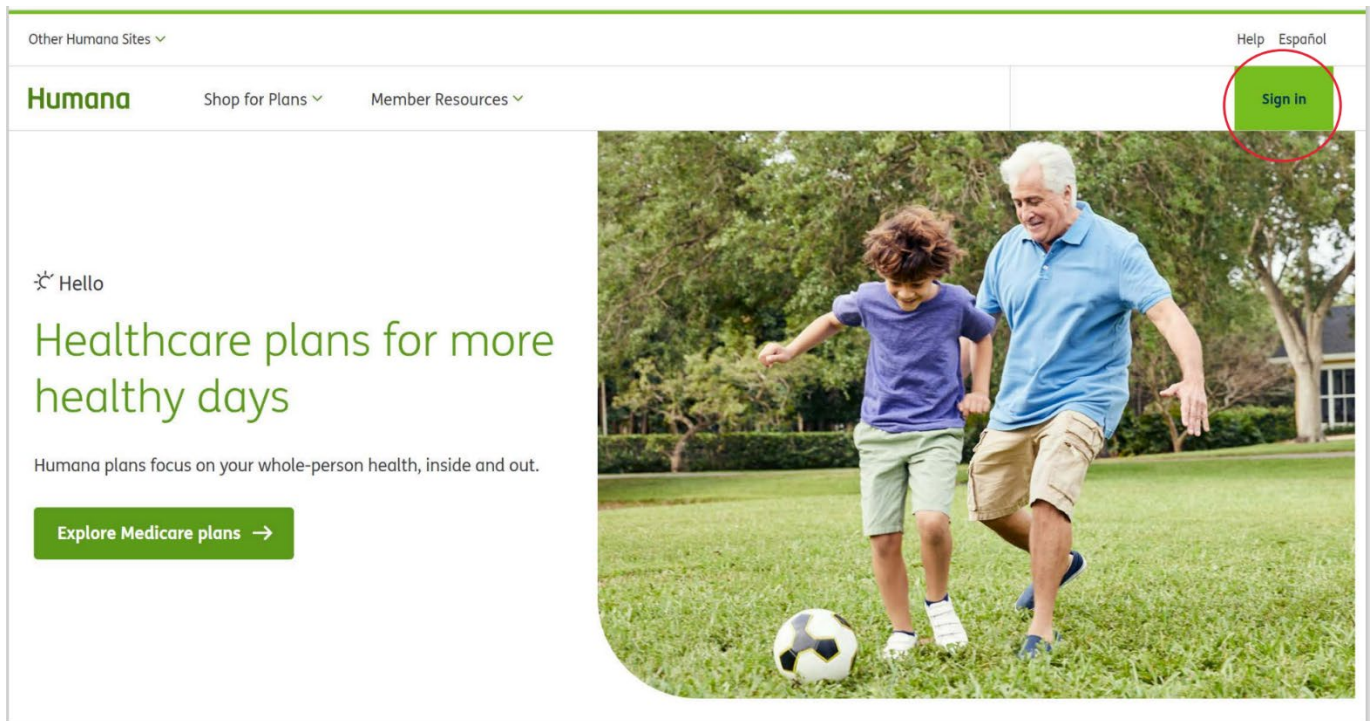 Other Humana Sites
Help Español
Humana Shop for Plans Member Resources Sign in
Hello
Healthcare plans for more
healthy days
Humana plans focus on your whole-person health, inside and out.
Explore Medicare plans →